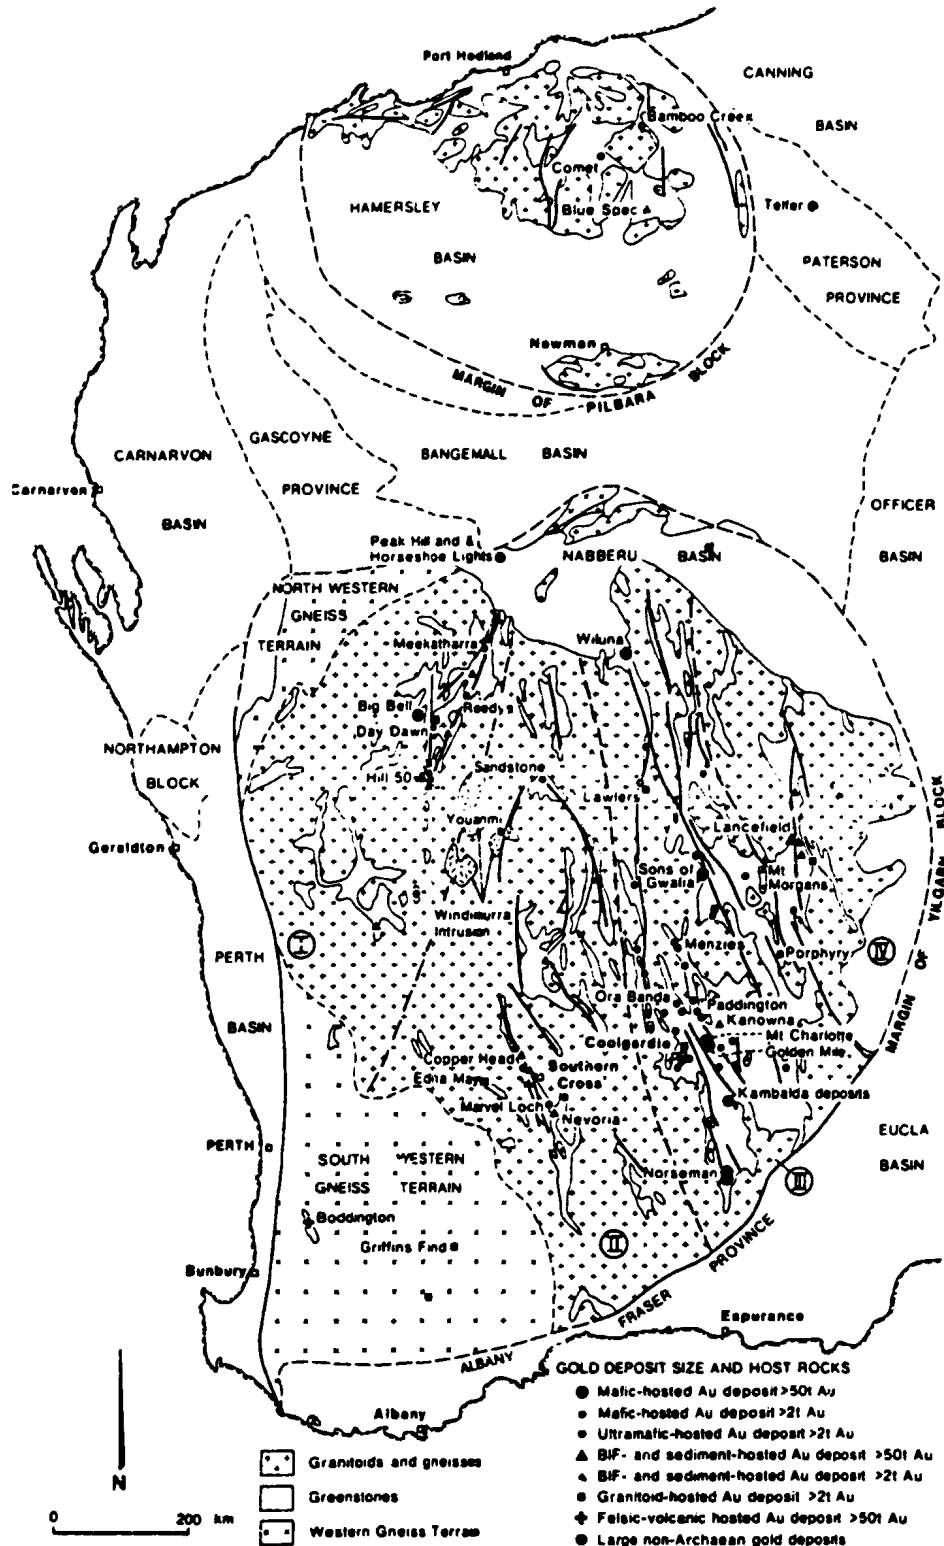 Port Hedland
CANNING
BASIN
Bamboo Creek
Comet
HAMERSLEY
Blue Spec
Telfer
BASIN
PATERSON
PROVINCE
Newman
MARGIN OF PILBARA BLOCK
GASCOYNE
CARNARVON
BANGEMALL BASIN
Carnarvon
PROVINCE
OFFICER
BASIN
Peak Hill and &
Horseshoe Lights
NABBERU BASIN
BASIN
NORTH WESTERN
GNEISS
TERRAIN
Meekatharra
Wiluna
Big Bell
Reedys
Day Dawn
NORTHAMPTON
BLOCK
Hill 50
Sandstone
Lawlers
Youanmi
Lancefield
Geraldton
Sons of
Gwalia
Mt
Morgans
Windimurra
Intrusion
I
Menzies
Porphyry
IV
PERTH
Ora Banda
Paddington
Kanowna
BASIN
Coolgardie
Mt Charlotte
Golden Mile
Copper Head
Southern
Cross
Edna May
Kambalda deposits
Marvel Loch
Nevoria
EUCLA
BASIN
PERTH
SOUTH WESTERN
GNEISS TERRAIN
Norseman
III
Boddington
Griffins Find
II
Bunbury
MARGIN OF YILGARN BLOCK
ALBANY FRASER PROVINCE
Esperance
Albany
GOLD DEPOSIT SIZE AND HOST ROCKS
Mafic-hosted Au deposit >50t Au
Mafic-hosted Au deposit >2t Au
Ultramafic-hosted Au deposit >2t Au
BIF- and sediment-hosted Au deposit >50t Au
BIF- and sediment-hosted Au deposit >2t Au
Granitoid-hosted Au deposit >2t Au
Felsic-volcanic hosted Au deposit >50t Au
Large non-Archaean gold deposits
Granitoids and gneisses
Greenstones
Western Gneiss Terrain
N
0 200 km